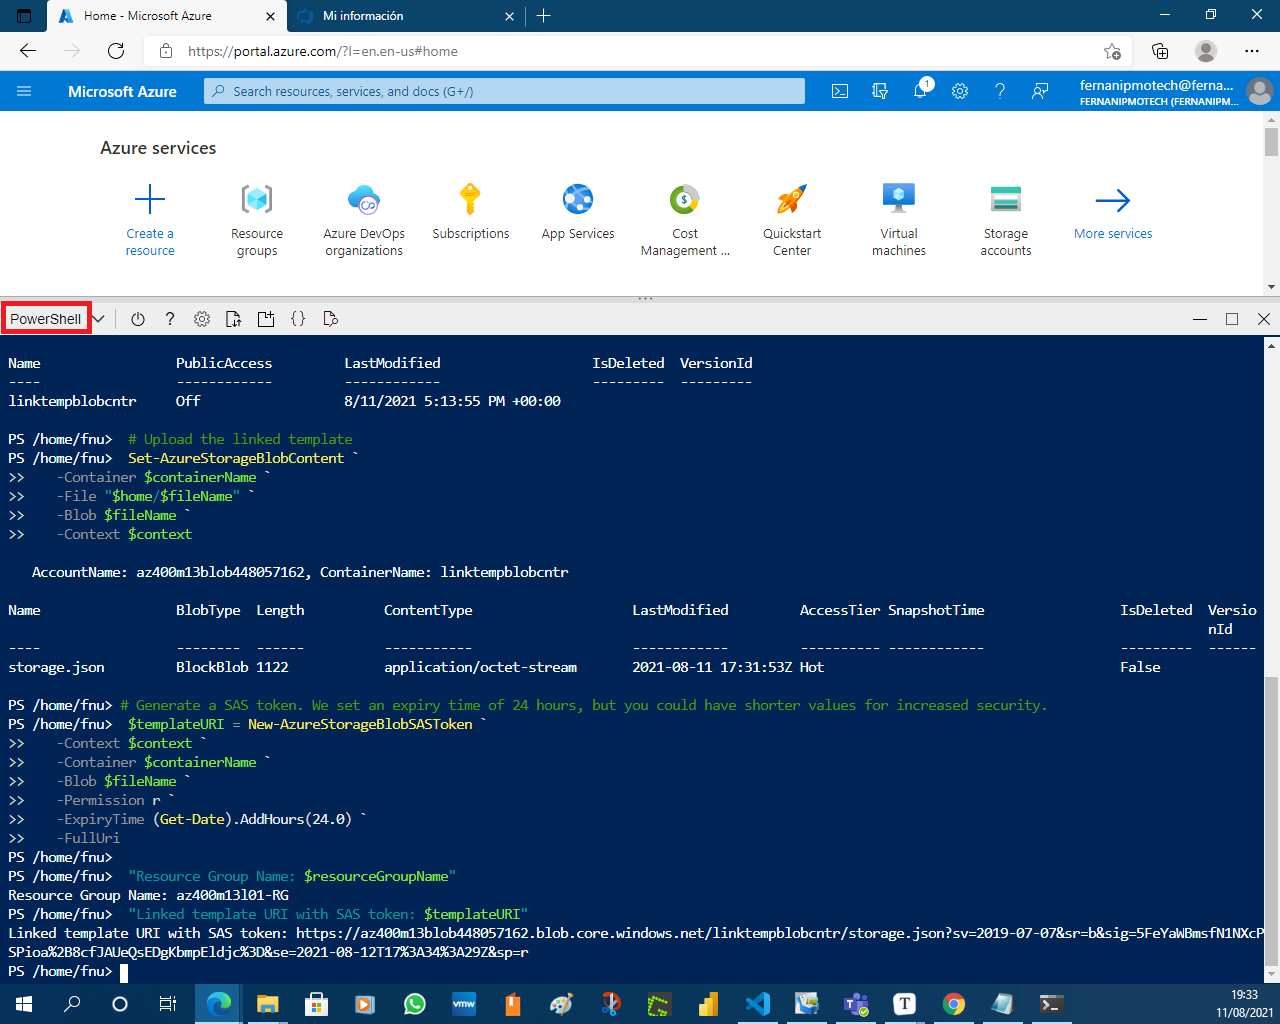 Home - Microsoft Azure
Mi información
https://portal.azure.com/?l=en.en-us#home
Microsoft Azure
Search resources, services, and docs (G+/)
1
fernanipmotech@ferna...
FERNANIPMOTECH (FERNANIPM...
Azure services
Create a resource
Resource groups
Azure DevOps organizations
Subscriptions
App Services
Cost Management ...
Quickstart Center
Virtual machines
Storage accounts
More services
PowerShell
Name PublicAccess LastModified IsDeleted VersionId
---- ------------ ------------ --------- ---------
linktempblobcntr Off 8/11/2021 5:13:55 PM +00:00
PS /home/fnu> # Upload the linked template
PS /home/fnu> Set-AzureStorageBlobContent `
>> -Container $containerName `
>> -File "$home/$fileName" `
>> -Blob $fileName `
>> -Context $context
AccountName: az400m13blob448057162, ContainerName: linktempblobcntr
Name BlobType Length ContentType LastModified AccessTier SnapshotTime IsDeleted Versio
nId
---- -------- ------ ----------- ------------ ---------- ------------ --------- ------
storage.json BlockBlob 1122 application/octet-stream 2021-08-11 17:31:53Z Hot False
PS /home/fnu> # Generate a SAS token. We set an expiry time of 24 hours, but you could have shorter values for increased security.
PS /home/fnu> $templateURI = New-AzureStorageBlobSASToken `
>> -Context $context `
>> -Container $containerName `
>> -Blob $fileName `
>> -Permission r `
>> -ExpiryTime (Get-Date).AddHours(24.0) `
>> -FullUri
PS /home/fnu>
PS /home/fnu> "Resource Group Name: $resourceGroupName"
Resource Group Name: az400m13l01-RG
PS /home/fnu> "Linked template URI with SAS token: $templateURI"
Linked template URI with SAS token: https://az400m13blob448057162.blob.core.windows.net/linktempblobcntr/storage.json?sv=2019-07-07&sr=b&sig=5FeYaWBmsfN1NXcP
SPioa%2B8cfJAUeQsEDgKbmpEldjc%3D&se=2021-08-12T17%3A34%3A29Z&sp=r
PS /home/fnu>
vmw
T
19:33
11/08/2021